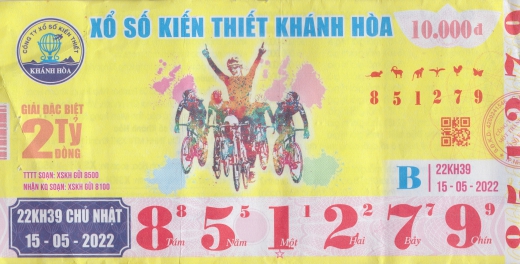 CÔNG TY XỔ SỐ KIẾN THIẾT
KHÁNH HÒA
XỔ SỐ KIẾN THIẾT KHÁNH HÒA
10.000đ
GIẢI ĐẶC BIỆT
2 Tỷ
ĐỒNG
TTTT SOẠN: XSKH GỬI 8500
NHẬN KQ SOẠN: XSKH GỬI 8100
8 5 1 2 7 9
B
22KH39
15 - 05 - 2022
22KH39 CHỦ NHẬT
15 - 05 - 2022
8 8 5 5 1 1 2 2 7 7 9 9
Tám Năm Một Hai Bảy Chín